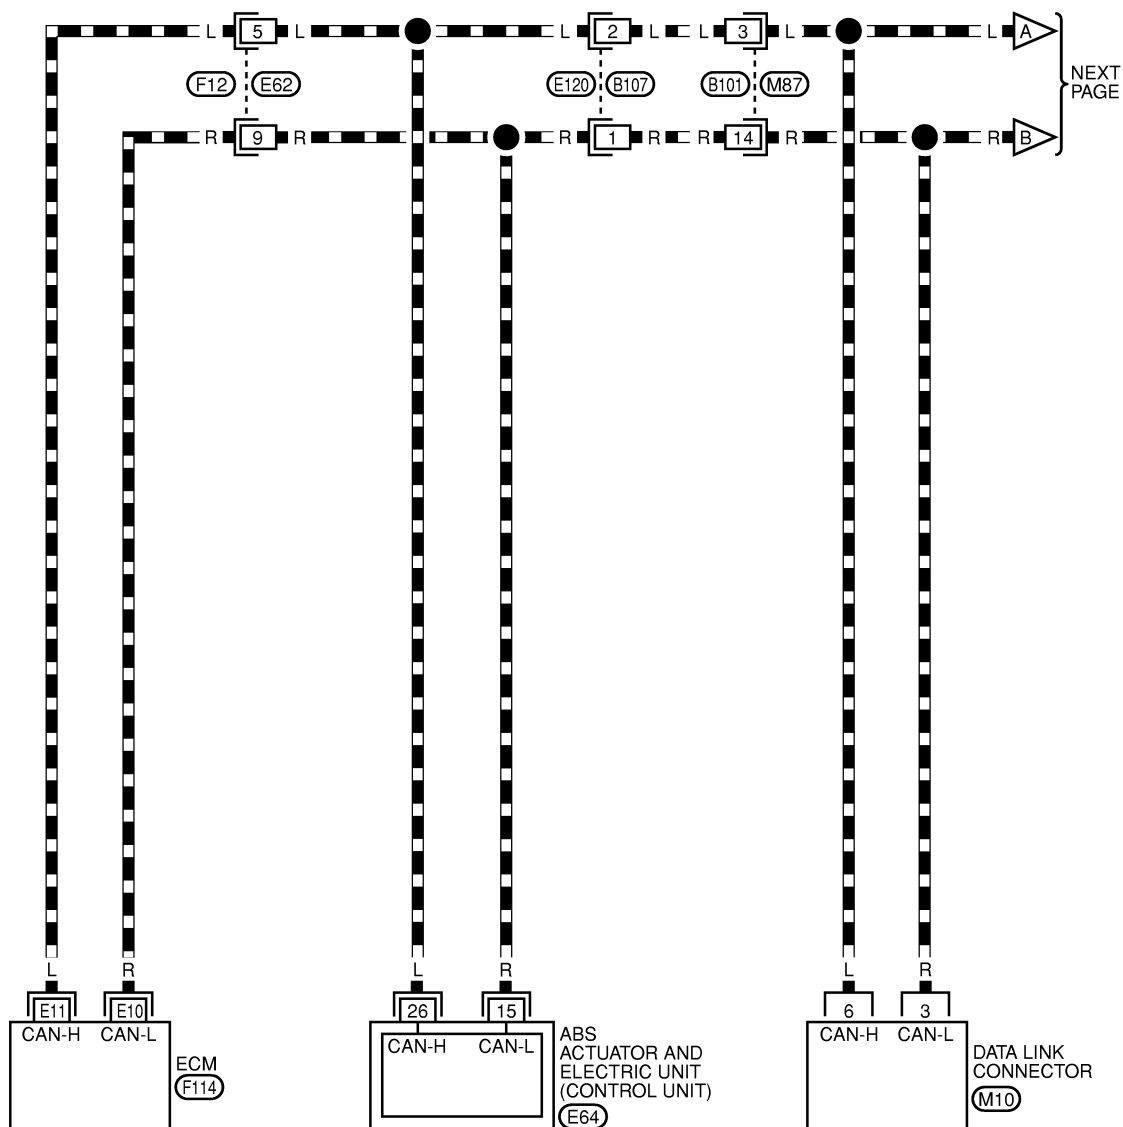 L 5 L L 2 L L 3 L L A
F12 E62 E120 B107 B101 M87
NEXT
PAGE
R 9 R R 1 R R 14 R R B
L R L R L R
E11 E10 26 15 6 3
CAN-H CAN-L CAN-H CAN-L CAN-H CAN-L
ECM
F114
ABS
ACTUATOR AND
ELECTRIC UNIT
(CONTROL UNIT)
E64
DATA LINK
CONNECTOR
M10